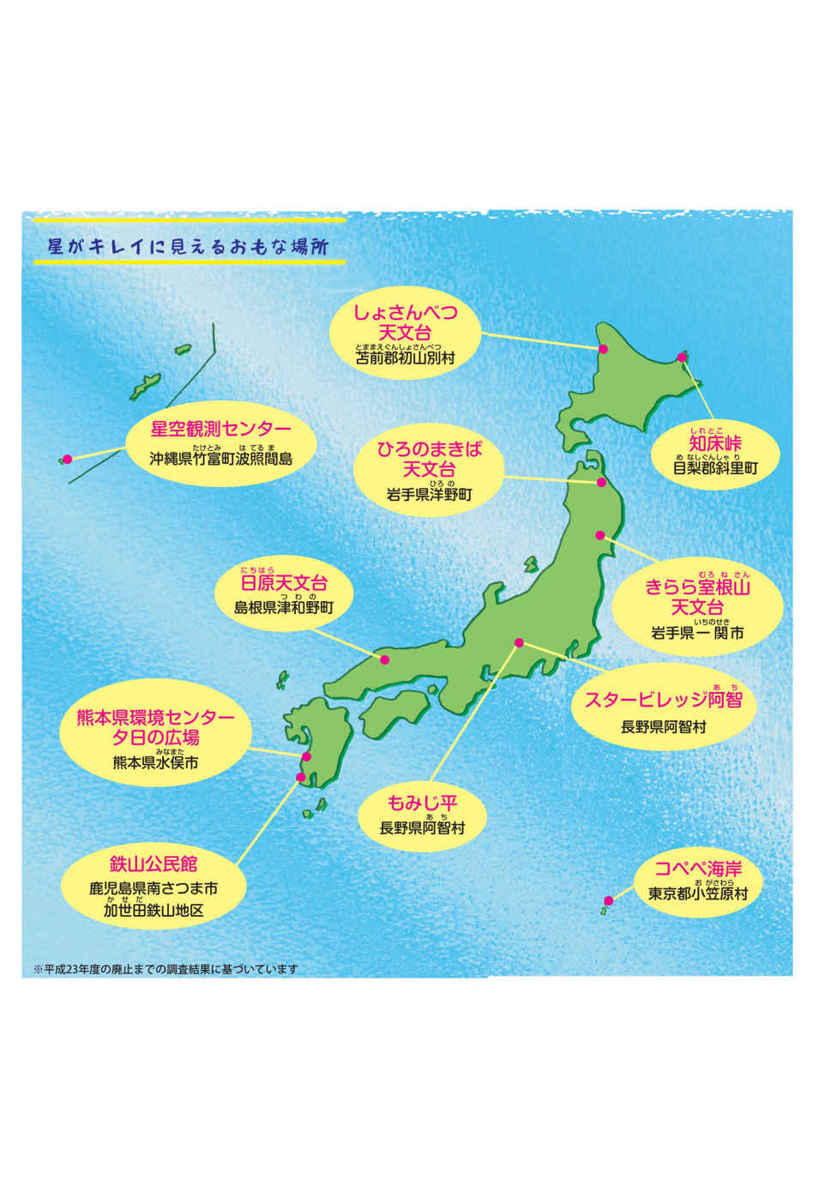 星がキレイに見えるおもな場所
しょさんべつ
天文台
とままえぐんしょさんべつ
苫前郡初山別村
星空観測センター
たけとみ はてるま
沖縄県竹富町波照間島
ひろのまきば
天文台
ひろの
岩手県洋野町
しれとこ
知床峠
めなしぐんしゃり
目梨郡斜里町
にちはら
日原天文台
つわの
島根県津和野町
むろねさん
きらら室根山
天文台
いちのせき
岩手県一関市
あち
スタービレッジ阿智
長野県阿智村
熊本県環境センター
夕日の広場
みなまた
熊本県水俣市
もみじ平
あち
長野県阿智村
鉄山公民館
鹿児島県南さつま市
かせだ
加世田鉄山地区
コペペ海岸
おがさわら
東京都小笠原村
※平成23年度の廃止までの調査結果に基づいています